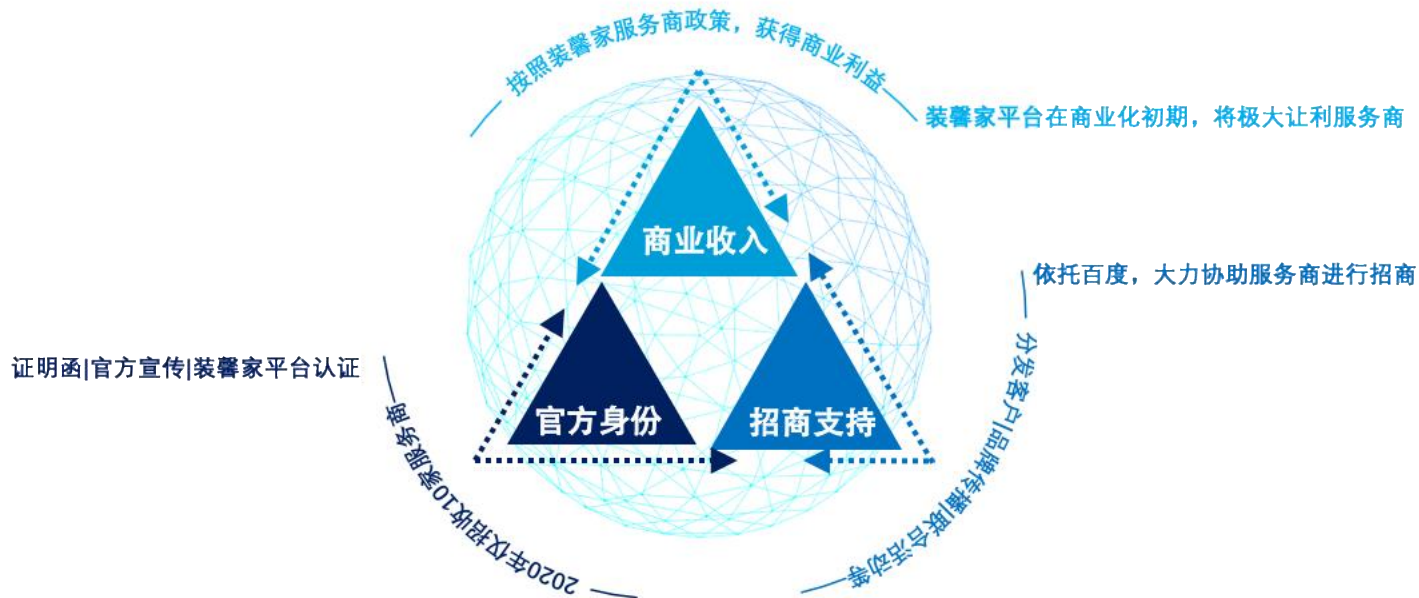 按照装馨家服务商政策，获得商业利益
装馨家平台在商业化初期，将极大让利服务商
商业收入
依托百度，大力协助服务商进行招商
分发客户|品牌传播|联合活动等
证明函|官方宣传|装馨家平台认证
官方身份
招商支持
2020年仅招收10家服务商